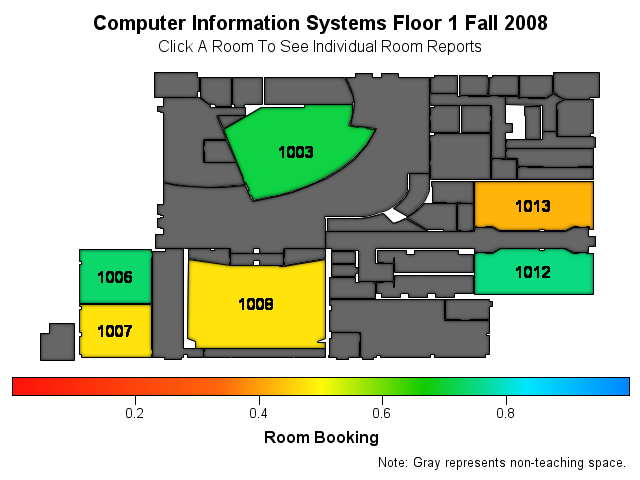 Computer Information Systems Floor 1 Fall 2008
Click A Room To See Individual Room Reports
1003
1013
1006
1012
1008
1007
0.2 0.4 0.6 0.8
Room Booking
Note: Gray represents non-teaching space.